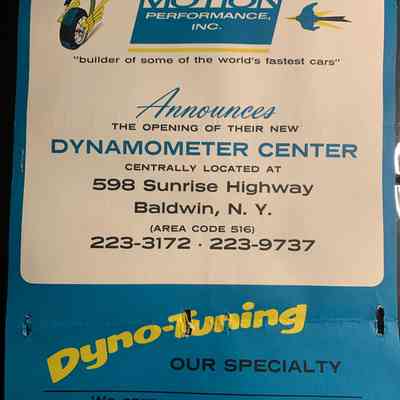 MOTION
PERFORMANCE,
INC.
"builder of some of the world's fastest cars"
Announces
THE OPENING OF THEIR NEW
DYNAMOMETER CENTER
CENTRALLY LOCATED AT
598 Sunrise Highway
Baldwin, N. Y.
(AREA CODE 516)
223-3172 · 223-9737
Dyno-Tuning
OUR SPECIALTY